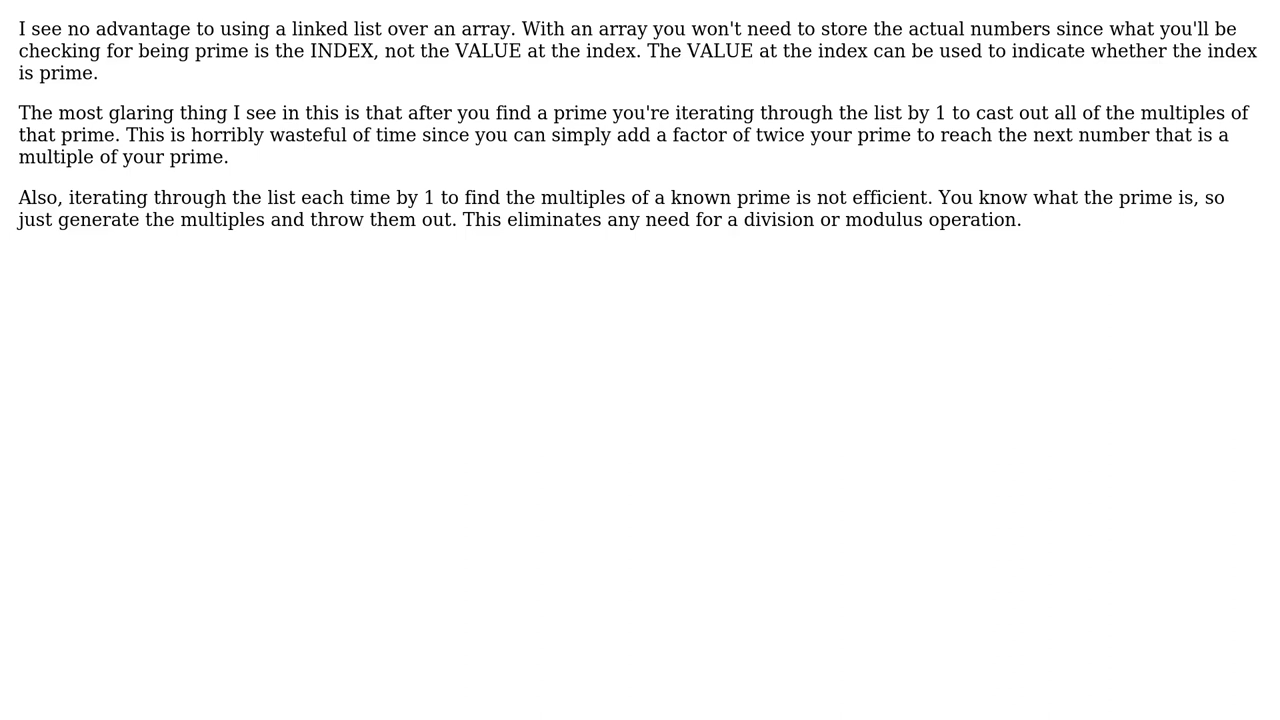 I see no advantage to using a linked list over an array. With an array you won't need to store the actual numbers since what you'll be
checking for being prime is the INDEX, not the VALUE at the index. The VALUE at the index can be used to indicate whether the index
is prime.
The most glaring thing I see in this is that after you find a prime you're iterating through the list by 1 to cast out all of the multiples of
that prime. This is horribly wasteful of time since you can simply add a factor of twice your prime to reach the next number that is a
multiple of your prime.
Also, iterating through the list each time by 1 to find the multiples of a known prime is not efficient. You know what the prime is, so
just generate the multiples and throw them out. This eliminates any need for a division or modulus operation.